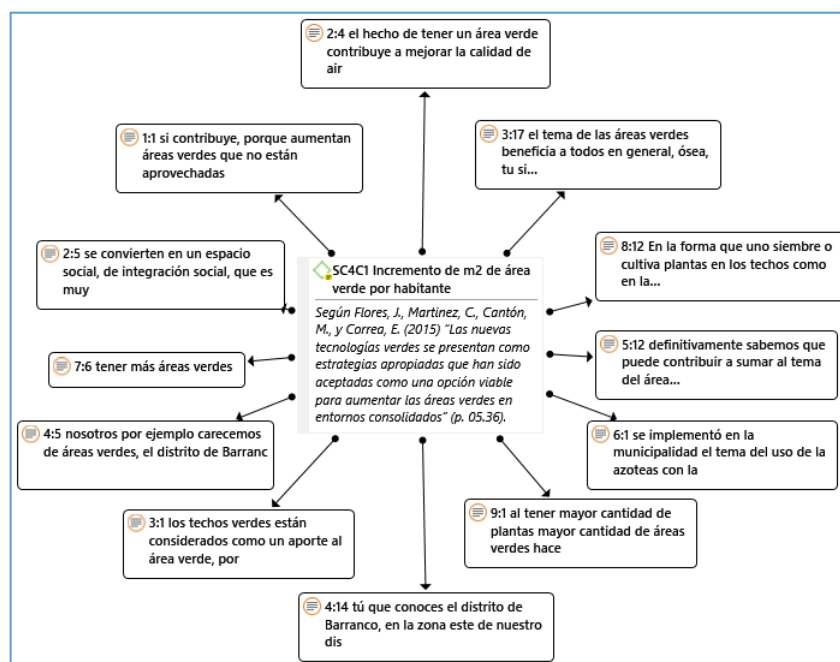 2:4 el hecho de tener un área verde
contribuye a mejorar la calidad de
air
1:1 si contribuye, porque aumentan
áreas verdes que no están
aprovechadas
3:17 el tema de las áreas verdes
beneficia a todos en general, ósea,
tu si...
2:5 se convierten en un espacio
social, de integración social, que es
muy
SC4C1 Incremento de m2 de área
verde por habitante
Según Flores, J., Martinez, C., Cantón,
M., y Correa, E. (2015) "Las nuevas
tecnologías verdes se presentan como
estrategias apropiadas que han sido
aceptadas como una opción viable
para aumentar las áreas verdes en
entornos consolidados" (p. 05.36).
8:12 En la forma que uno siembre o
cultiva plantas en los techos como
en la...
7:6 tener más áreas verdes
5:12 definitivamente sabemos que
puede contribuir a sumar al tema
del área...
4:5 nosotros por ejemplo carecemos
de áreas verdes, el distrito de Barranc
6:1 se implementó en la
municipalidad el tema del uso de la
azoteas con la
3:1 los techos verdes están
considerados como un aporte al
área verde, por
9:1 al tener mayor cantidad de
plantas mayor cantidad de áreas
verdes hace
4:14 tú que conoces el distrito de
Barranco, en la zona este de nuestro
dis